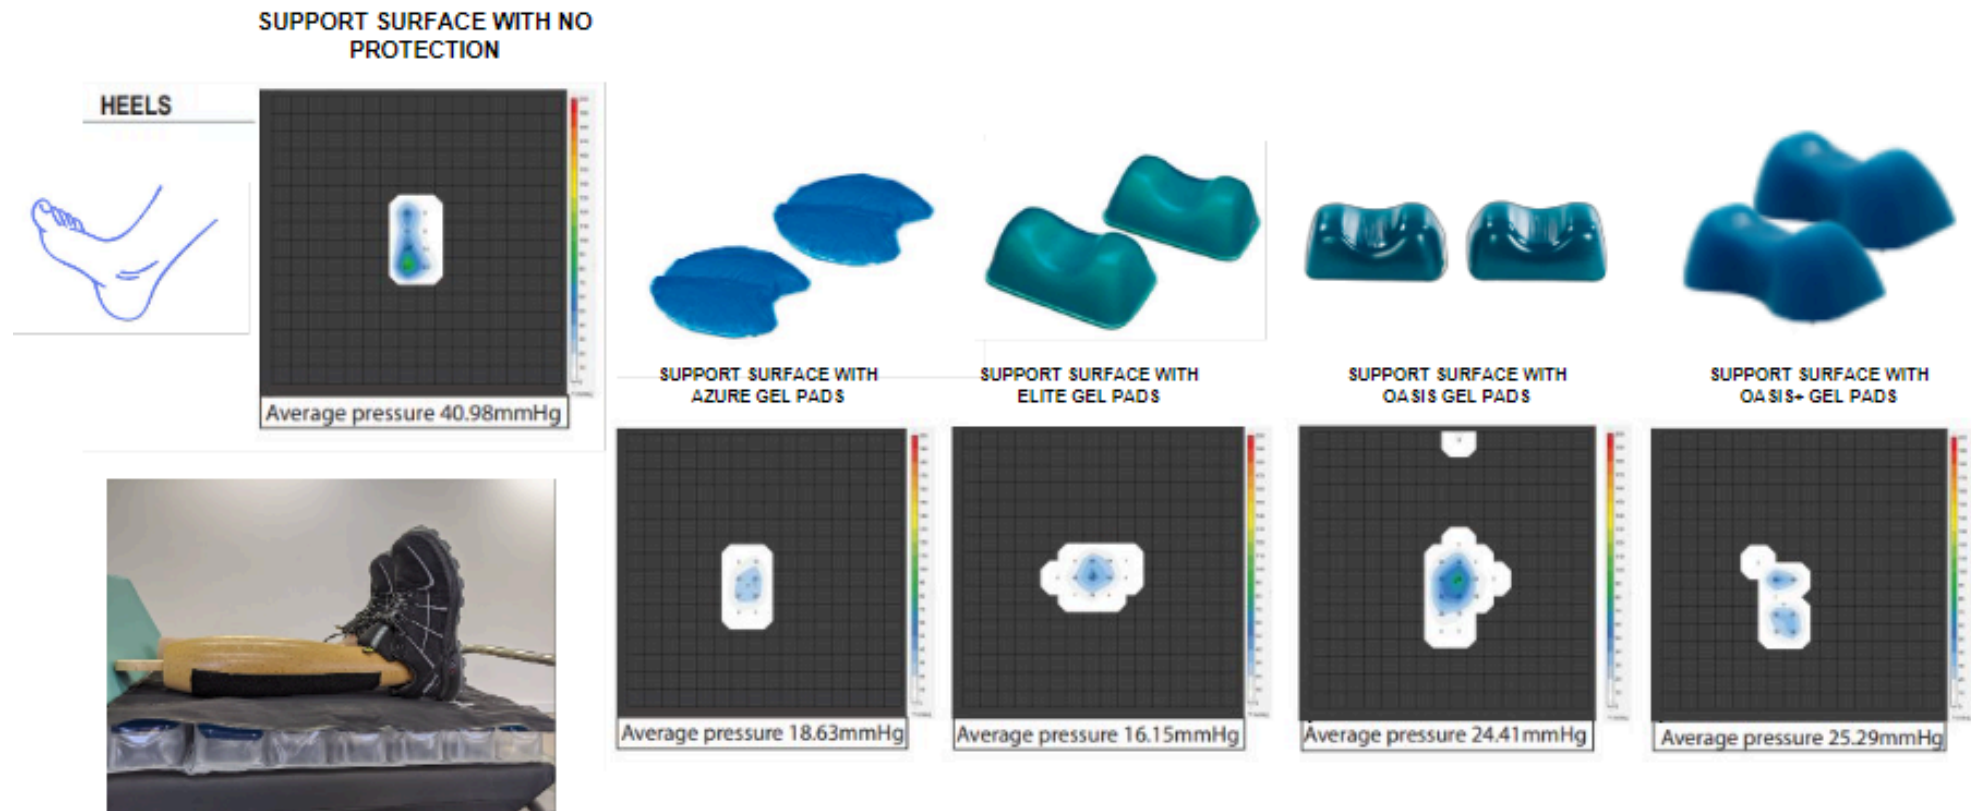 SUPPORT SURFACE WITH NO
PROTECTION
HEELS
Average pressure 40.98mmHg
SUPPORT SURFACE WITH
AZURE GEL PADS
SUPPORT SURFACE WITH
ELITE GEL PADS
SUPPORT SURFACE WITH
OASIS GEL PADS
SUPPORT SURFACE WITH
OASIS+ GEL PADS
Average pressure 18.63mmHg
Average pressure 16.15mmHg
Average pressure 24.41mmHg
Average pressure 25.29mmHg